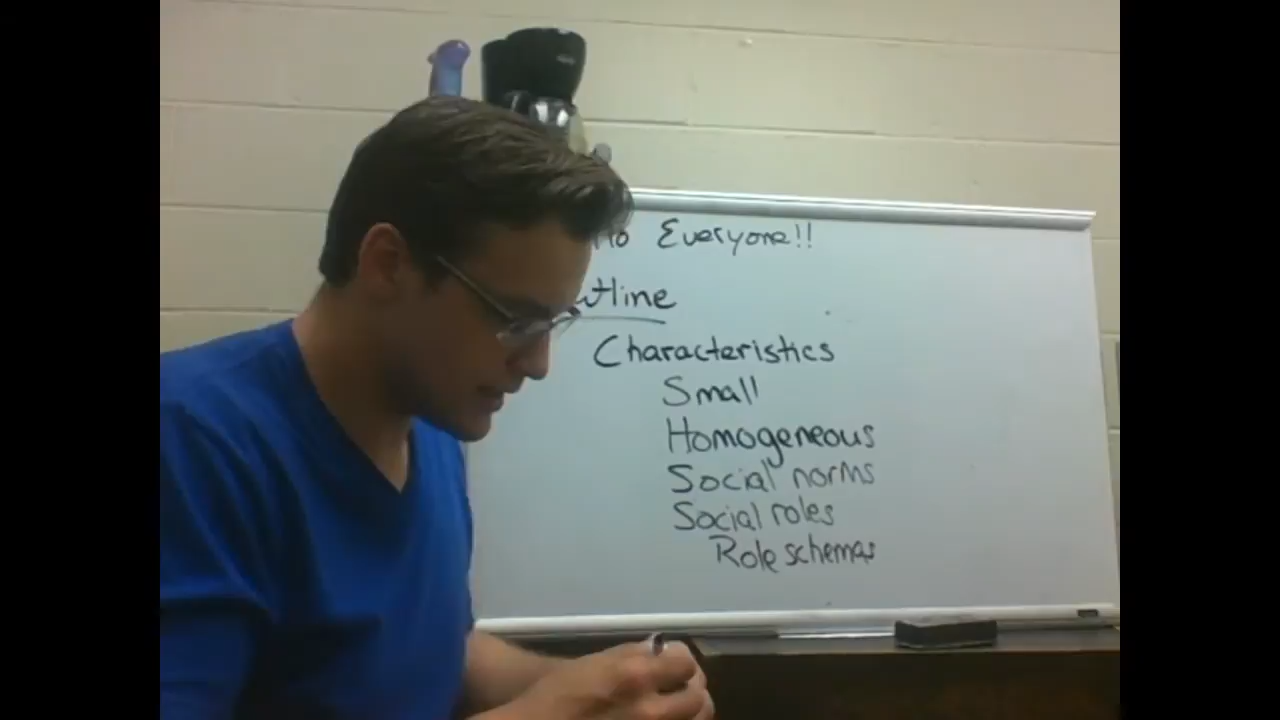 Everyone!!
Characteristics
Small
Homogeneous
Social norms
Social roles
Role schemas